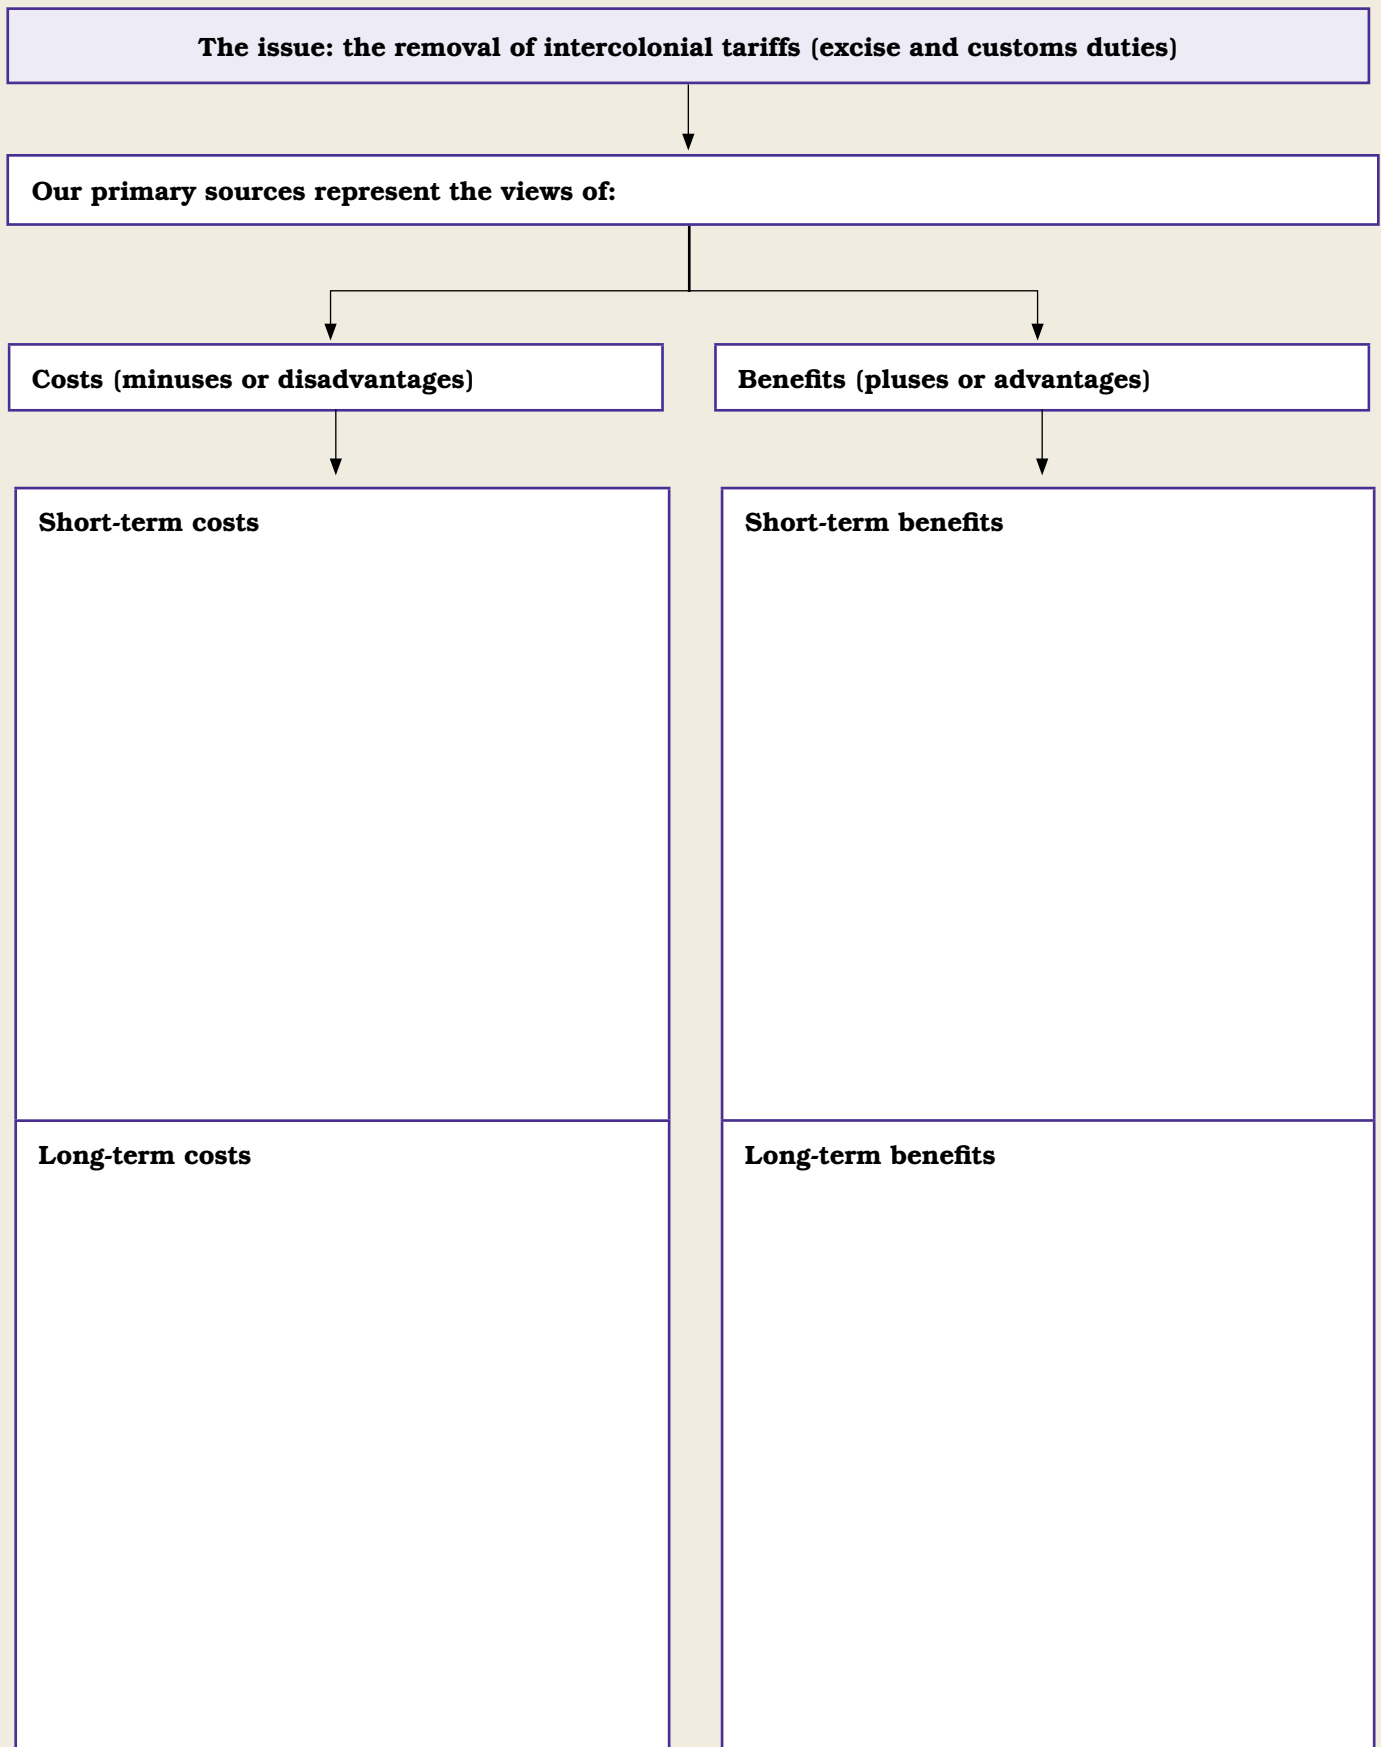 The issue: the removal of intercolonial tariffs (excise and customs duties)
Our primary sources represent the views of:
Costs (minuses or disadvantages)
Benefits (pluses or advantages)
Short-term costs
Short-term benefits
Long-term costs
Long-term benefits